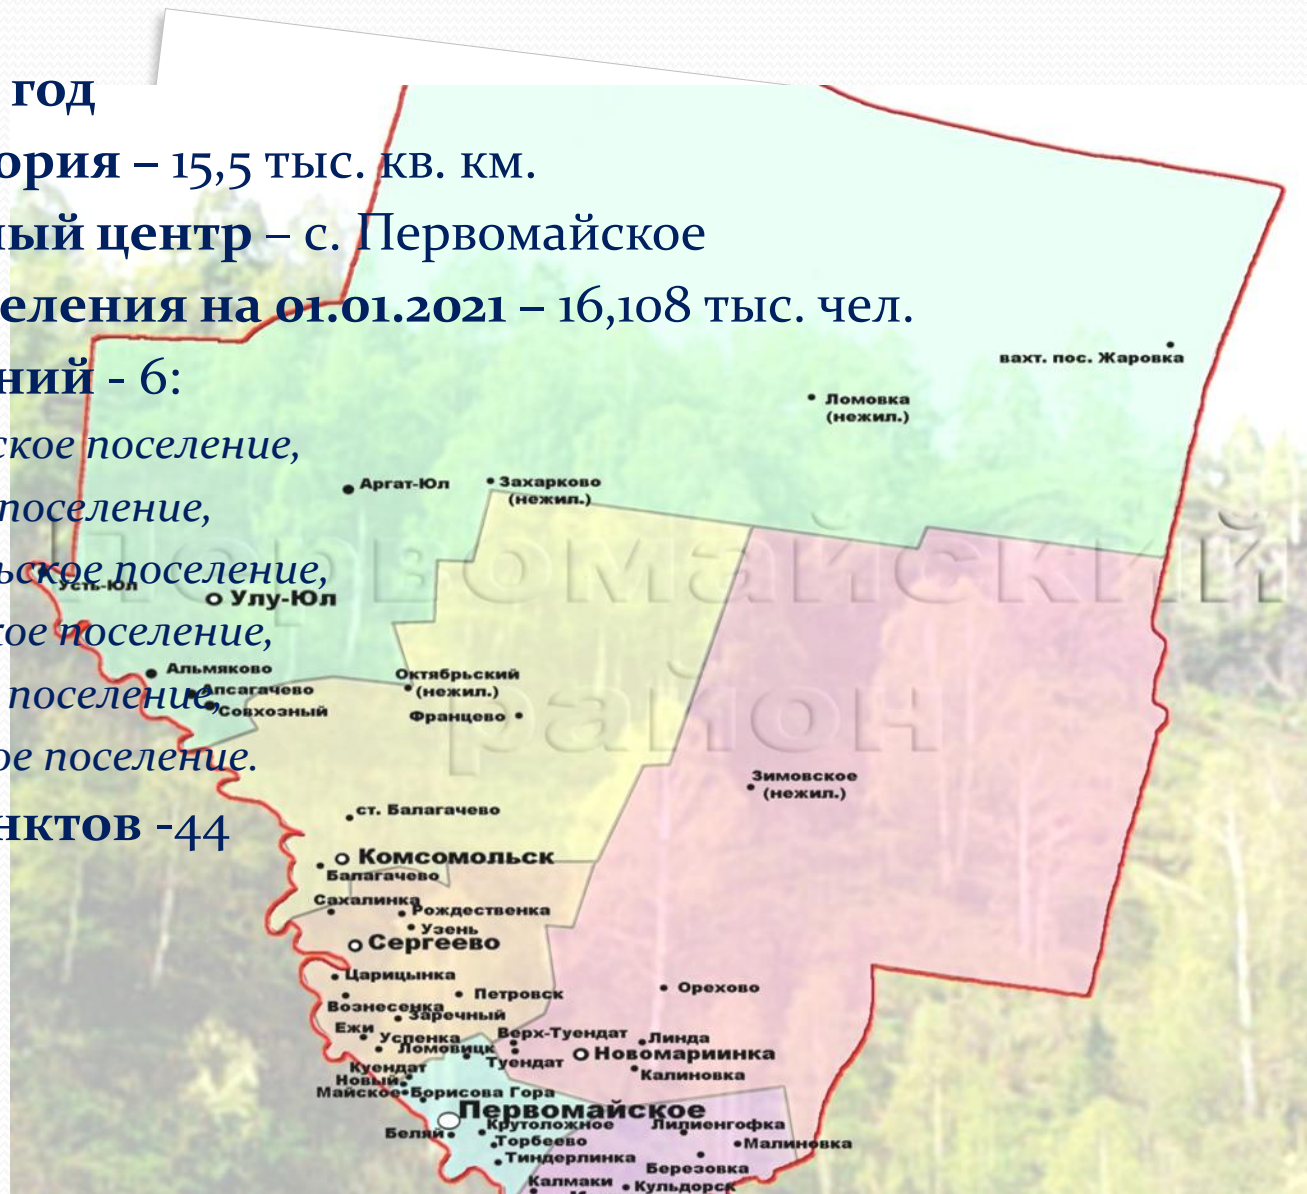 год
ория – 15,5 тыс. кв. км.
ный центр – с. Первомайское
еления на 01.01.2021 – 16,108 тыс. чел.
ний - 6:
ское поселение,
поселение,
ьское поселение,
кое поселение,
поселение,
ое поселение.
нктов -44
Первомайский
район
вахт. пос. Жаровка
Ломовка
(нежил.)
Аргат-Юл
Захарково
(нежил.)
Усть-Юл
Улу-Юл
Альмяково
Апсагачево
Совхозный
Октябрьский
(нежил.)
Францево
Зимовское
(нежил.)
ст. Балагачево
Комсомольск
Балагачево
Сахалинка
Рождественка
Узень
Сергеево
Царицынка
Вознесенка
Петровск
Заречный
Орехово
Ежи
Успенка
Ломовицк
Верх-Туендат
Линда
Туендат
Новомариинка
Калиновка
Куендат
Новый
Майское
Борисова Гора
Первомайское
Беляй
Крутоложное
Лилиенгофка
Торбеево
Малиновка
Тиндерлинка
Березовка
Калмаки
Кульдорск